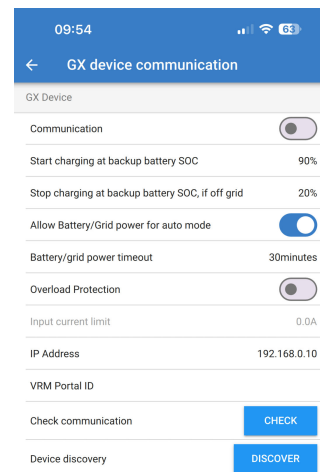 09:54
63
GX device communication
GX Device
Communication
Start charging at backup battery SOC 90%
Stop charging at backup battery SOC, if off grid 20%
Allow Battery/Grid power for auto mode
Battery/grid power timeout 30minutes
Overload Protection
Input current limit 0.0A
IP Address 192.168.0.10
VRM Portal ID
Check communication CHECK
Device discovery DISCOVER